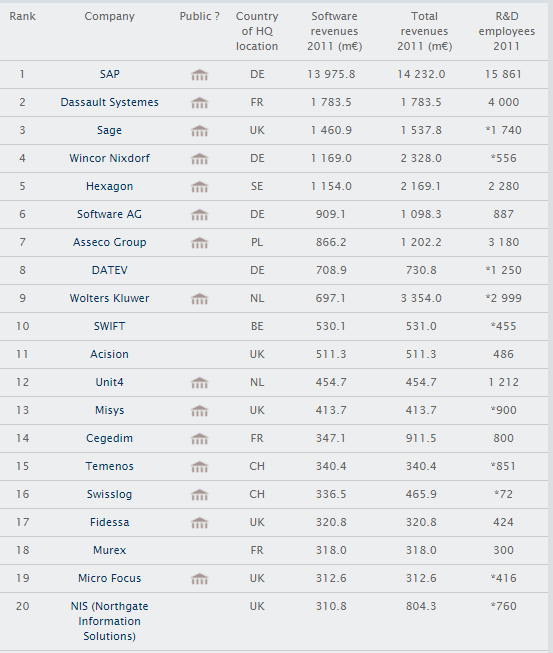 Rank Company Public ? Country of HQ location Software revenues 2011 (m€) Total revenues 2011 (m€) R&D employees 2011
1 SAP DE 13 975.8 14 232.0 15 861
2 Dassault Systemes FR 1 783.5 1 783.5 4 000
3 Sage UK 1 460.9 1 537.8 *1 740
4 Wincor Nixdorf DE 1 169.0 2 328.0 *556
5 Hexagon SE 1 154.0 2 169.1 2 280
6 Software AG DE 909.1 1 098.3 887
7 Asseco Group PL 866.2 1 202.2 3 180
8 DATEV DE 708.9 730.8 *1 250
9 Wolters Kluwer NL 697.1 3 354.0 *2 999
10 SWIFT BE 530.1 531.0 *455
11 Acision UK 511.3 511.3 486
12 Unit4 NL 454.7 454.7 1 212
13 Misys UK 413.7 413.7 *900
14 Cegedim FR 347.1 911.5 800
15 Temenos CH 340.4 340.4 *851
16 Swisslog CH 336.5 465.9 *72
17 Fidessa UK 320.8 320.8 424
18 Murex FR 318.0 318.0 300
19 Micro Focus UK 312.6 312.6 *416
20 NIS (Northgate Information Solutions) UK 310.8 804.3 *760